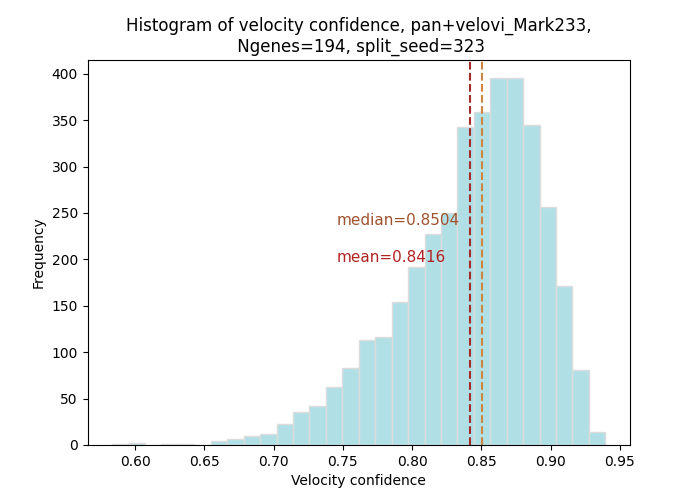 Histogram of velocity confidence, pan+velovi_Mark233,
Ngenes=194, split_seed=323
400
350
300
250
200
150
100
50
0
Frequency
median=0.8504
mean=0.8416
0.60
0.65
0.70
0.75
0.80
0.85
0.90
0.95
Velocity confidence